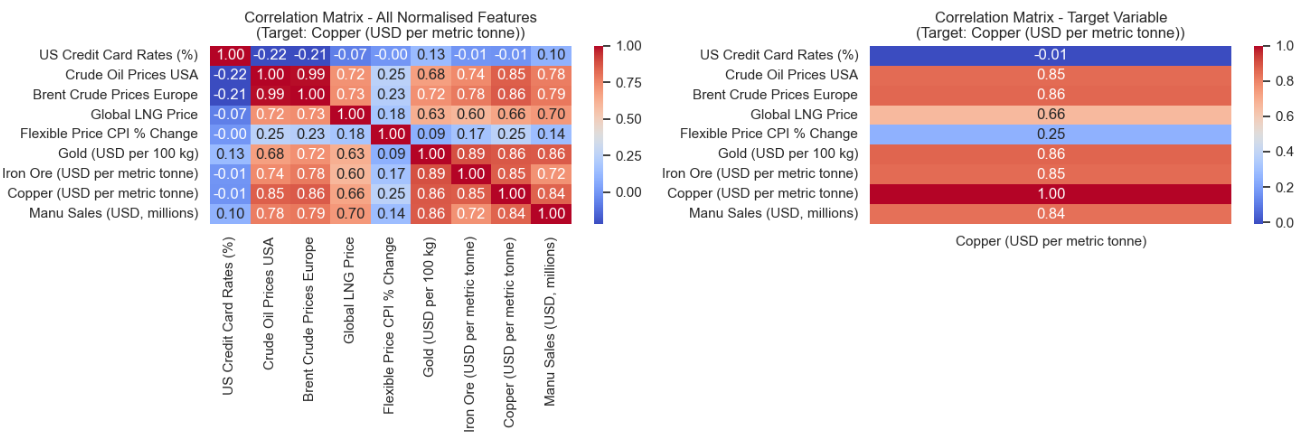 Correlation Matrix - All Normalised Features
(Target: Copper (USD per metric tonne))
US Credit Card Rates (%) 1.00 -0.22 -0.21 -0.07 -0.00 0.13 -0.01 -0.01 0.10
Crude Oil Prices USA -0.22 1.00 0.99 0.72 0.25 0.68 0.74 0.85 0.78
Brent Crude Prices Europe -0.21 0.99 1.00 0.73 0.23 0.72 0.78 0.86 0.79
Global LNG Price -0.07 0.72 0.73 1.00 0.18 0.63 0.60 0.66 0.70
Flexible Price CPI % Change -0.00 0.25 0.23 0.18 1.00 0.09 0.17 0.25 0.14
Gold (USD per 100 kg) 0.13 0.68 0.72 0.63 0.09 1.00 0.89 0.86 0.86
Iron Ore (USD per metric tonne) -0.01 0.74 0.78 0.60 0.17 0.89 1.00 0.85 0.72
Copper (USD per metric tonne) -0.01 0.85 0.86 0.66 0.25 0.86 0.85 1.00 0.84
Manu Sales (USD, millions) 0.10 0.78 0.79 0.70 0.14 0.86 0.72 0.84 1.00
US Credit Card Rates (%)
Crude Oil Prices USA
Brent Crude Prices Europe
Global LNG Price
Flexible Price CPI % Change
Gold (USD per 100 kg)
Iron Ore (USD per metric tonne)
Copper (USD per metric tonne)
Manu Sales (USD, millions)
1.00
0.75
0.50
0.25
0.00
Correlation Matrix - Target Variable
(Target: Copper (USD per metric tonne))
US Credit Card Rates (%) -0.01
Crude Oil Prices USA 0.85
Brent Crude Prices Europe 0.86
Global LNG Price 0.66
Flexible Price CPI % Change 0.25
Gold (USD per 100 kg) 0.86
Iron Ore (USD per metric tonne) 0.85
Copper (USD per metric tonne) 1.00
Manu Sales (USD, millions) 0.84
Copper (USD per metric tonne)
1.0
0.8
0.6
0.4
0.2
0.0